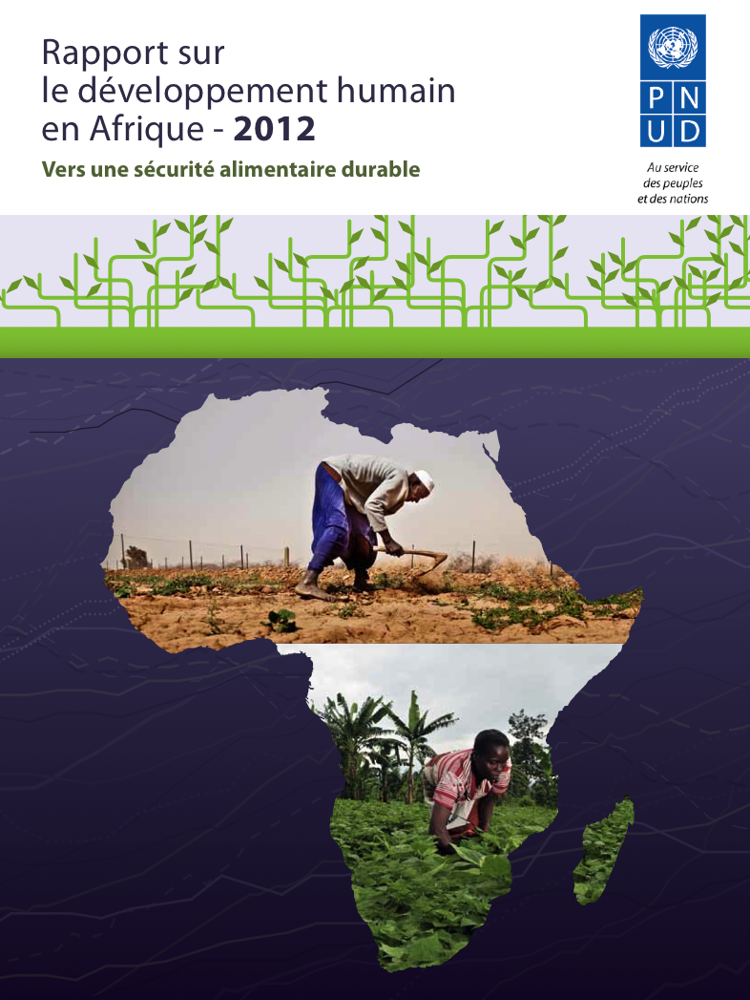 Rapport sur
le développement humain
en Afrique - 2012
Vers une sécurité alimentaire durable
P N
U D
Au service
des peuples
et des nations